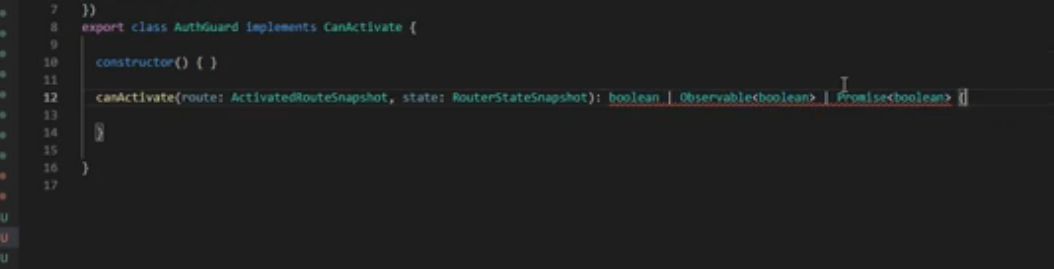 7 })
8 export class AuthGuard implements CanActivate {
9
10 constructor() { }
11
12 canActivate(route: ActivatedRouteSnapshot, state: RouterStateSnapshot): boolean | Observable<boolean> | Promise<boolean> {
13
14 }
15
16 }
17
U
U
U